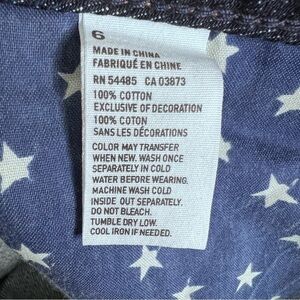 6
MADE IN CHINA
FABRIQUÉ EN CHINE
RN 54485 CA 03873
100% COTTON
EXCLUSIVE OF DECORATION
100% COTON
SANS LES DÉCORATIONS
COLOR MAY TRANSFER
WHEN NEW. WASH ONCE
SEPARATELY IN COLD
WATER BEFORE WEARING.
MACHINE WASH COLD
INSIDE OUT SEPARATELY.
DO NOT BLEACH.
TUMBLE DRY LOW.
COOL IRON IF NEEDED.